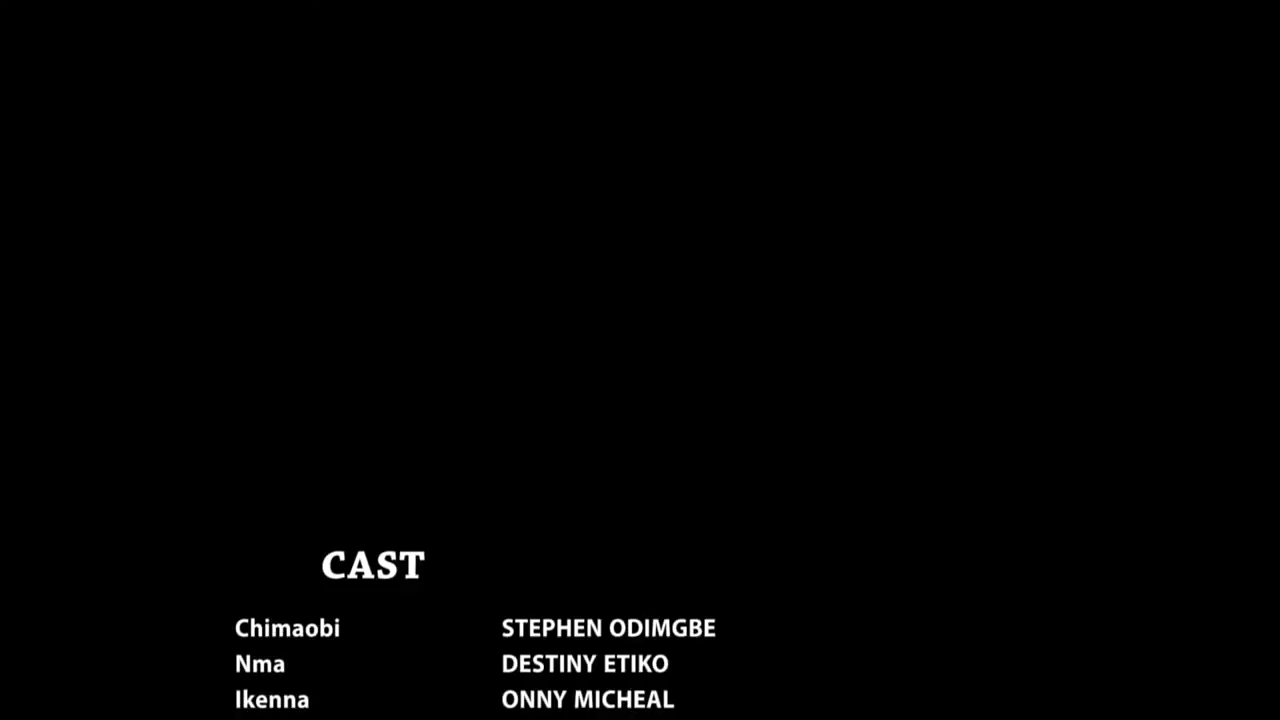 CAST
Chimaobi STEPHEN ODIMGBE
Nma DESTINY ETIKO
Ikenna ONNY MICHEAL